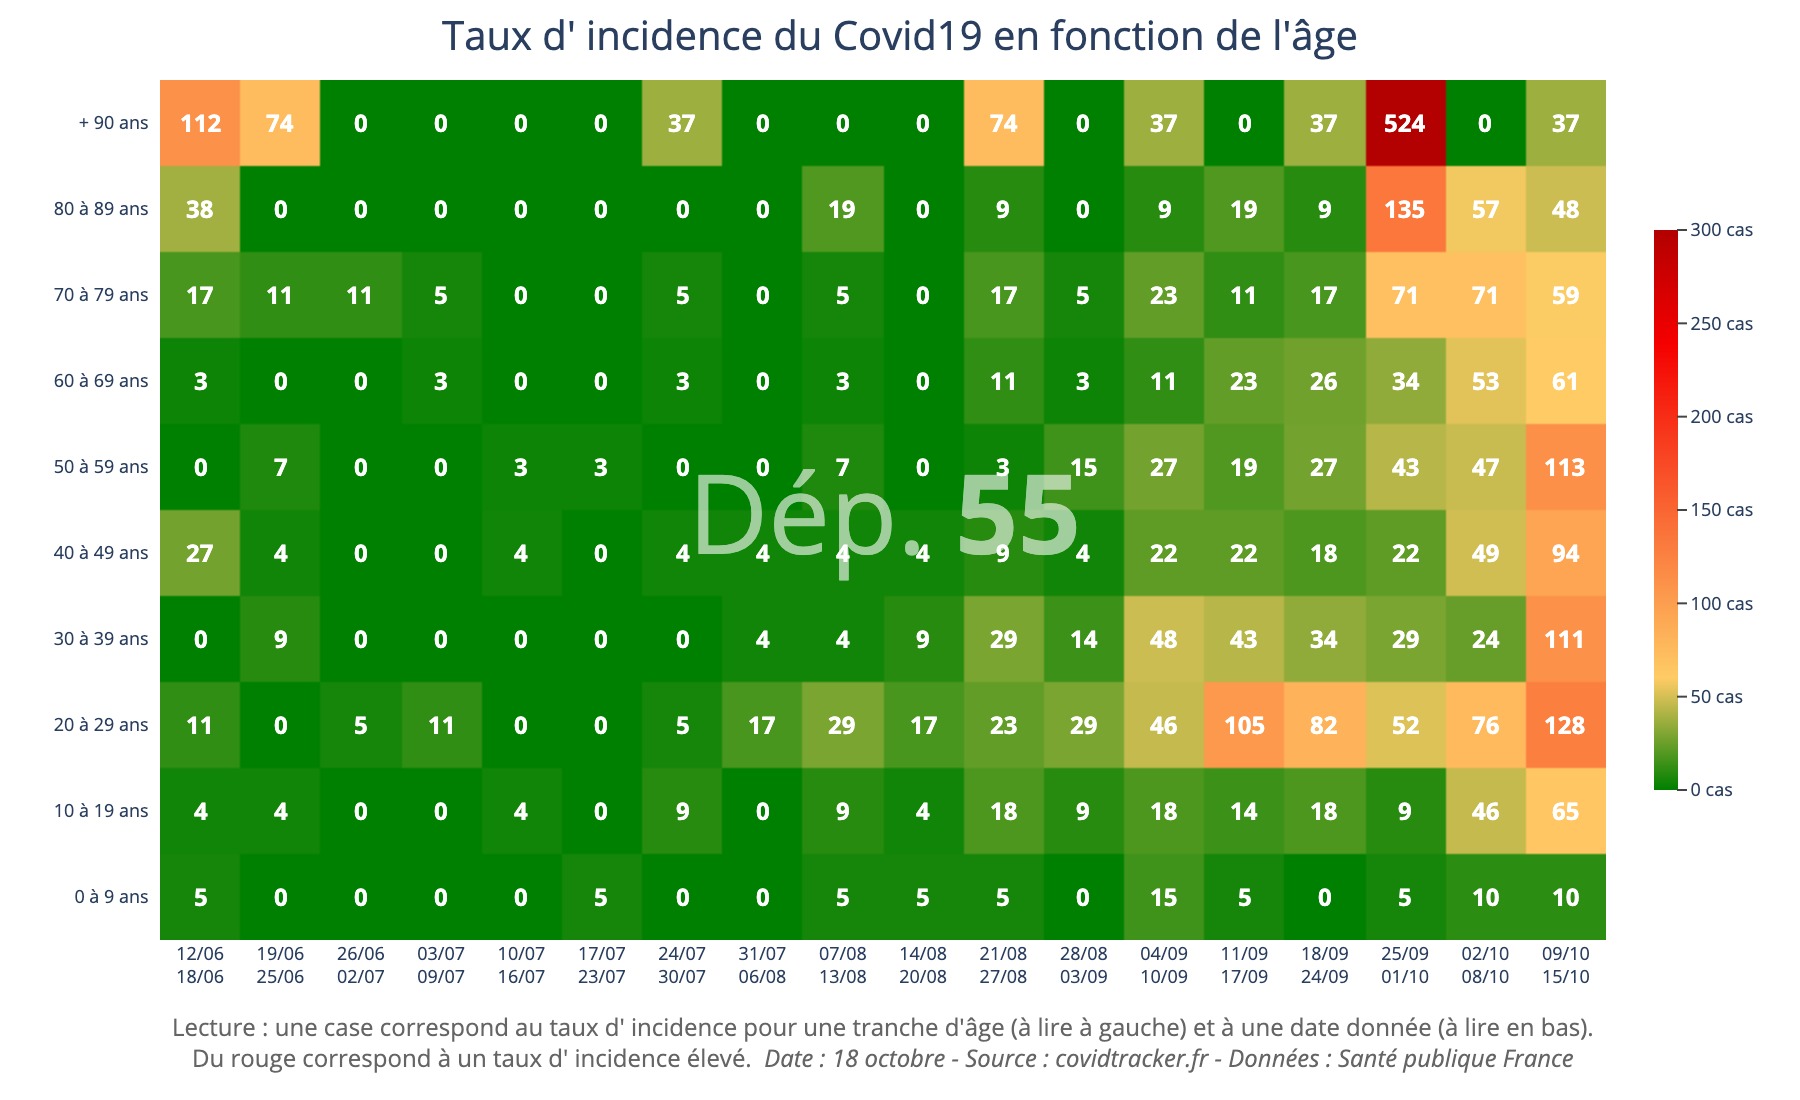 Taux d' incidence du Covid19 en fonction de l'âge
+ 90 ans 112 74 0 0 0 0 37 0 0 0 74 0 37 0 37 524 0 37
80 à 89 ans 38 0 0 0 0 0 0 0 19 0 9 0 9 19 9 135 57 48
70 à 79 ans 17 11 11 5 0 0 5 0 5 0 17 5 23 11 17 71 71 59
60 à 69 ans 3 0 0 3 0 0 3 0 3 0 11 3 11 23 26 34 53 61
50 à 59 ans 0 7 0 0 3 3 0 0 7 0 3 15 27 19 27 43 47 113
Dép. 55
40 à 49 ans 27 4 0 0 4 0 4 4 4 4 9 4 22 22 18 22 49 94
30 à 39 ans 0 9 0 0 0 0 0 4 4 9 29 14 48 43 34 29 24 111
20 à 29 ans 11 0 5 11 0 0 5 17 29 17 23 29 46 105 82 52 76 128
10 à 19 ans 4 4 0 0 4 0 9 0 9 4 18 9 18 14 18 9 46 65
0 à 9 ans 5 0 0 0 0 5 0 0 5 5 5 0 15 5 0 5 10 10
12/06 19/06 26/06 03/07 10/07 17/07 24/07 31/07 07/08 14/08 21/08 28/08 04/09 11/09 18/09 25/09 02/10 09/10
18/06 25/06 02/07 09/07 16/07 23/07 30/07 06/08 13/08 20/08 27/08 03/09 10/09 17/09 24/09 01/10 08/10 15/10
300 cas
250 cas
200 cas
150 cas
100 cas
50 cas
0 cas
Lecture : une case correspond au taux d' incidence pour une tranche d'âge (à lire à gauche) et à une date donnée (à lire en bas).
Du rouge correspond à un taux d' incidence élevé. Date : 18 octobre - Source : covidtracker.fr - Données : Santé publique France